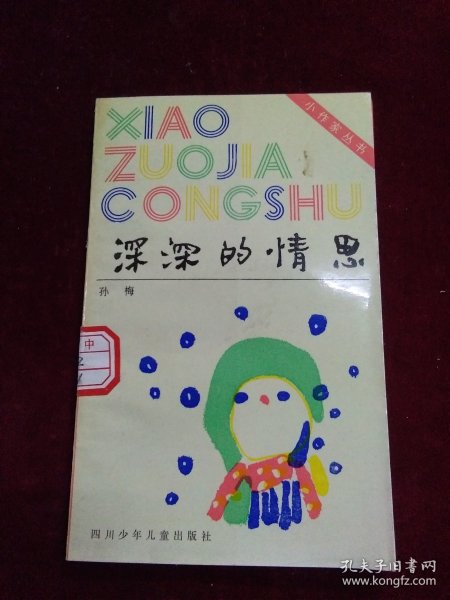 小作家丛书
XIAO
ZUOJIA
CONGSHU
深深的情思
孙 梅
中
四川少年儿童出版社
孔夫子旧书网
www.kongfz.com